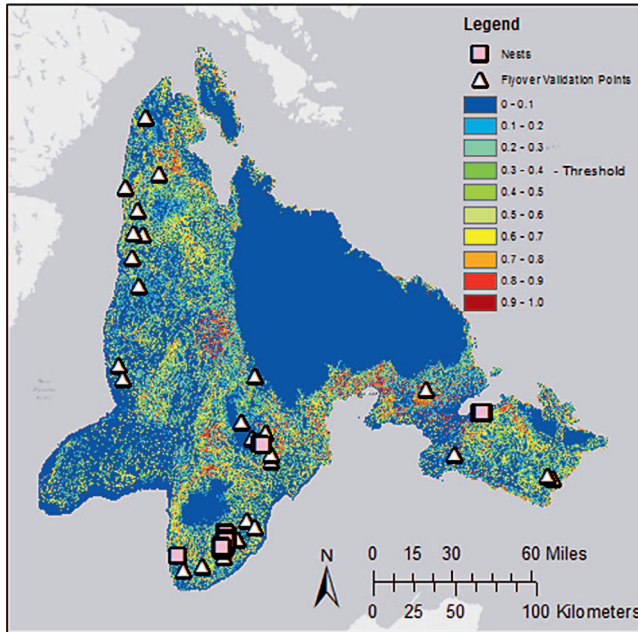 Legend
Nests
Flyover Validation Points
0 - 0.1
0.1 - 0.2
0.2 - 0.3
0.3 - 0.4 - Threshold
0.4 - 0.5
0.5 - 0.6
0.6 - 0.7
0.7 - 0.8
0.8 - 0.9
0.9 - 1.0
N
0 15 30 60 Miles
0 25 50 100 Kilometers